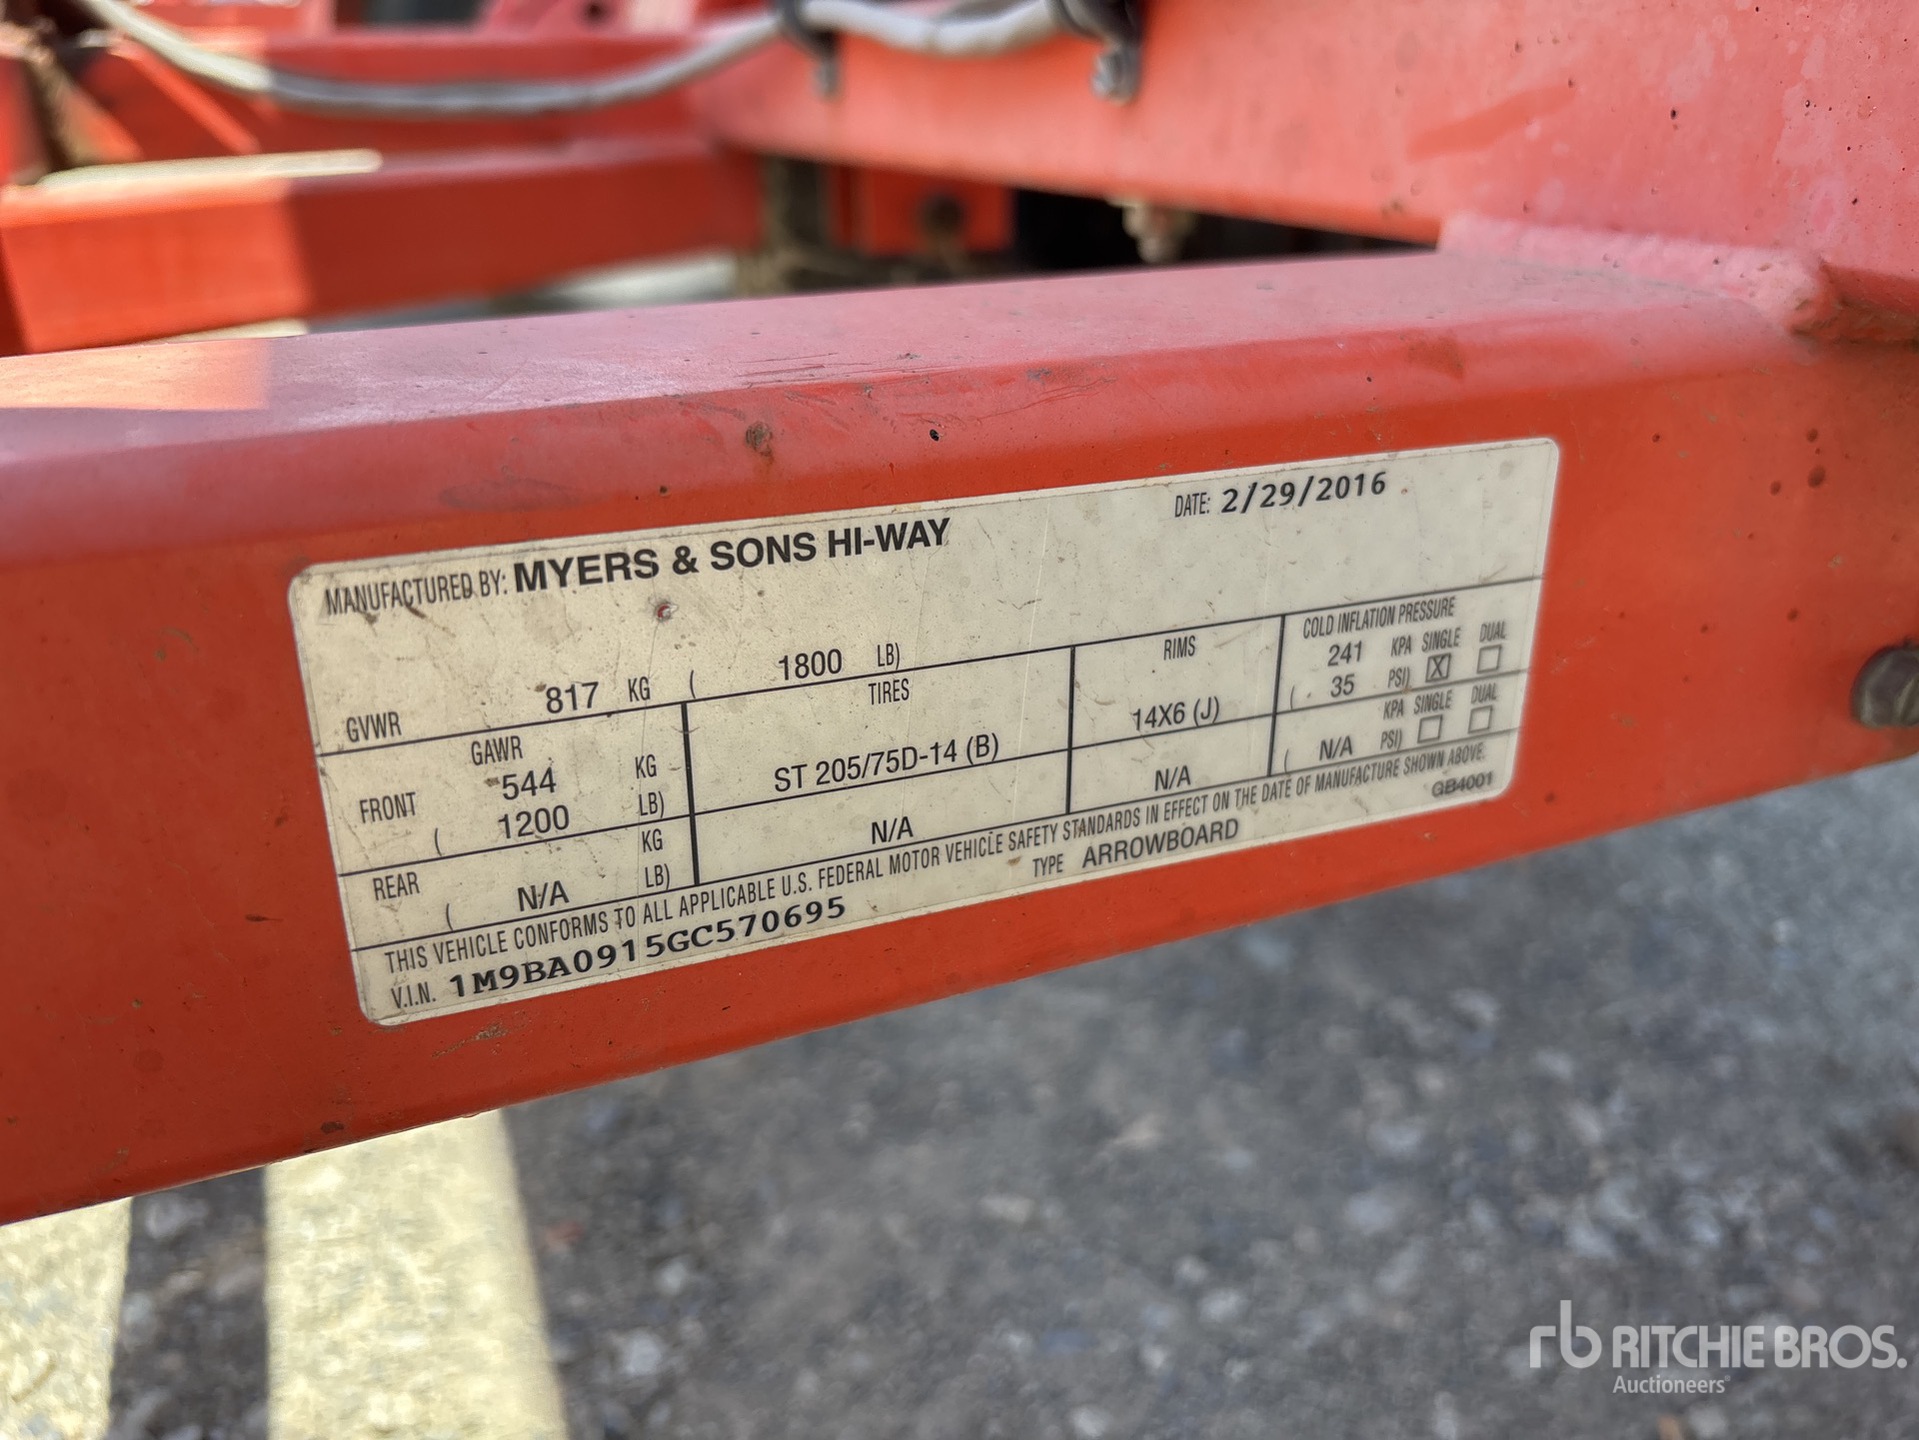 MANUFACTURED BY: MYERS & SONS HI-WAY DATE: 2/29/2016
GVWR 817 KG ( 1800 LB)
GAWR TIRES RIMS COLD INFLATION PRESSURE
FRONT 544 KG ST 205/75D-14 (B) 14X6 (J) 241 KPA SINGLE DUAL
( 1200 LB) ( 35 PSI) X
REAR KG N/A N/A KPA SINGLE DUAL
( N/A LB) ( N/A PSI)
THIS VEHICLE CONFORMS TO ALL APPLICABLE U.S. FEDERAL MOTOR VEHICLE SAFETY STANDARDS IN EFFECT ON THE DATE OF MANUFACTURE SHOWN ABOVE.
V.I.N. 1M9BA0915GC570695 TYPE ARROWBOARD GB4001
rb RITCHIE BROS.
Auctioneers